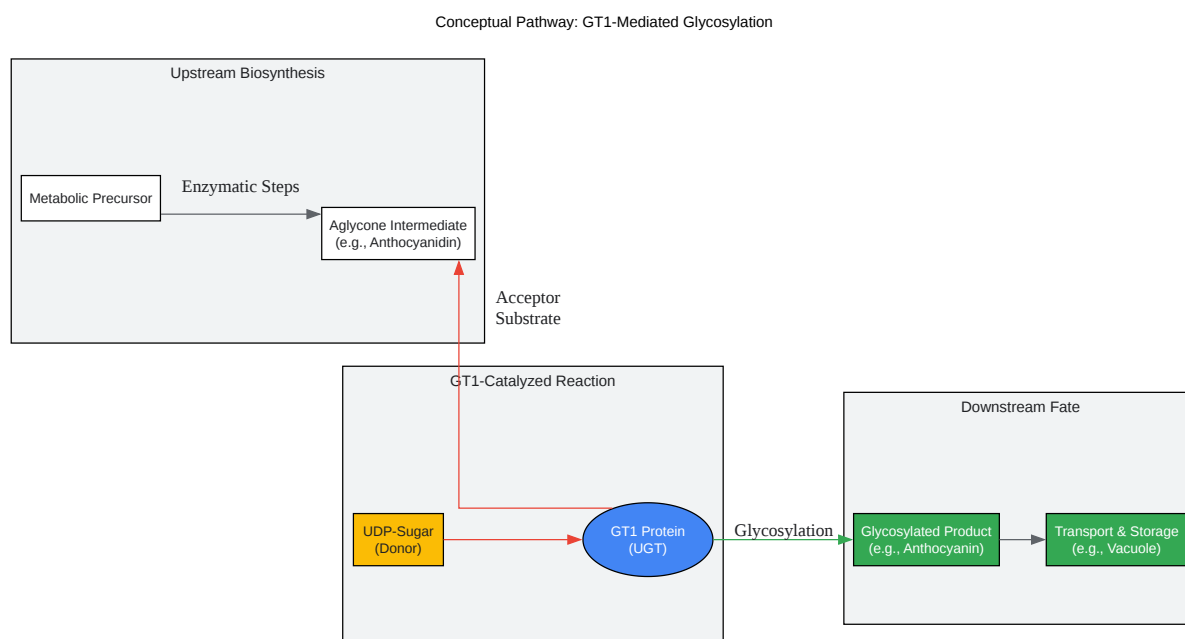 Conceptual Pathway: GT1-Mediated Glycosylation
Upstream Biosynthesis
Metabolic Precursor
Enzymatic Steps
Aglycone Intermediate
(e.g., Anthocyanidin)
Acceptor
Substrate
GT1-Catalyzed Reaction
UDP-Sugar
(Donor)
GT1 Protein
(UGT)
Glycosylation
Downstream Fate
Glycosylated Product
(e.g., Anthocyanin)
Transport & Storage
(e.g., Vacuole)